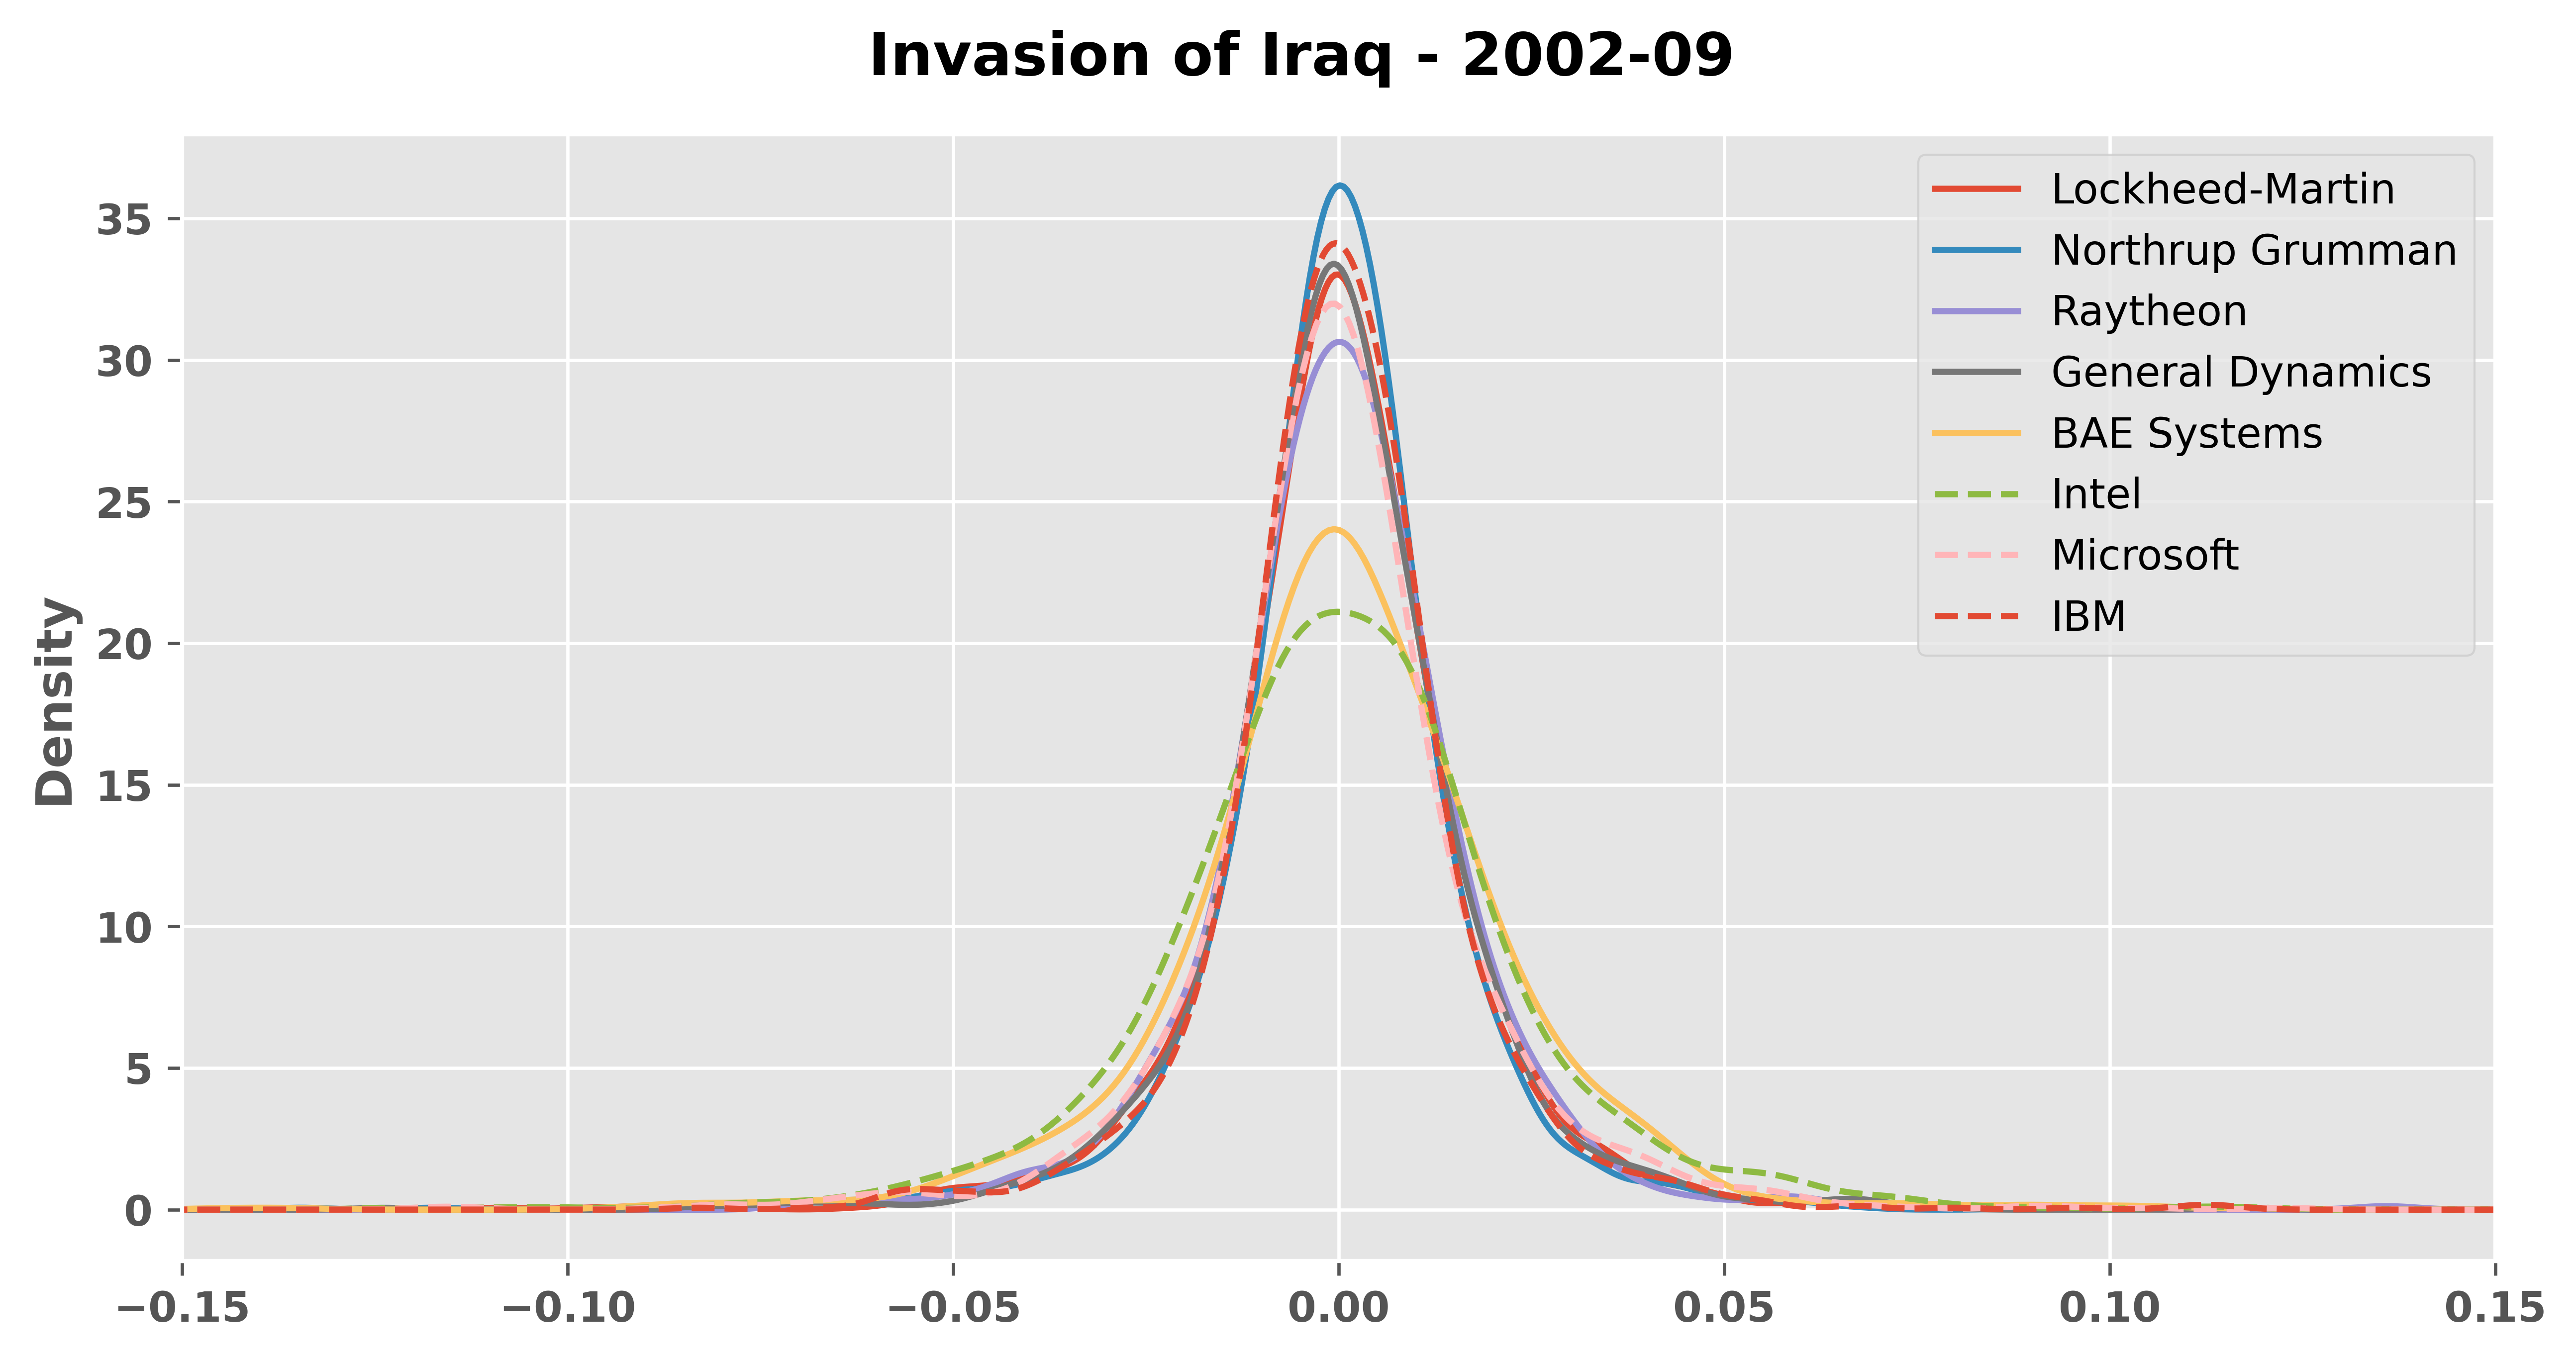 Invasion of Iraq - 2002-09
Density
35
30
25
20
15
10
5
0
−0.15
−0.10
−0.05
0.00
0.05
0.10
0.15
Lockheed-Martin
Northrup Grumman
Raytheon
General Dynamics
BAE Systems
Intel
Microsoft
IBM